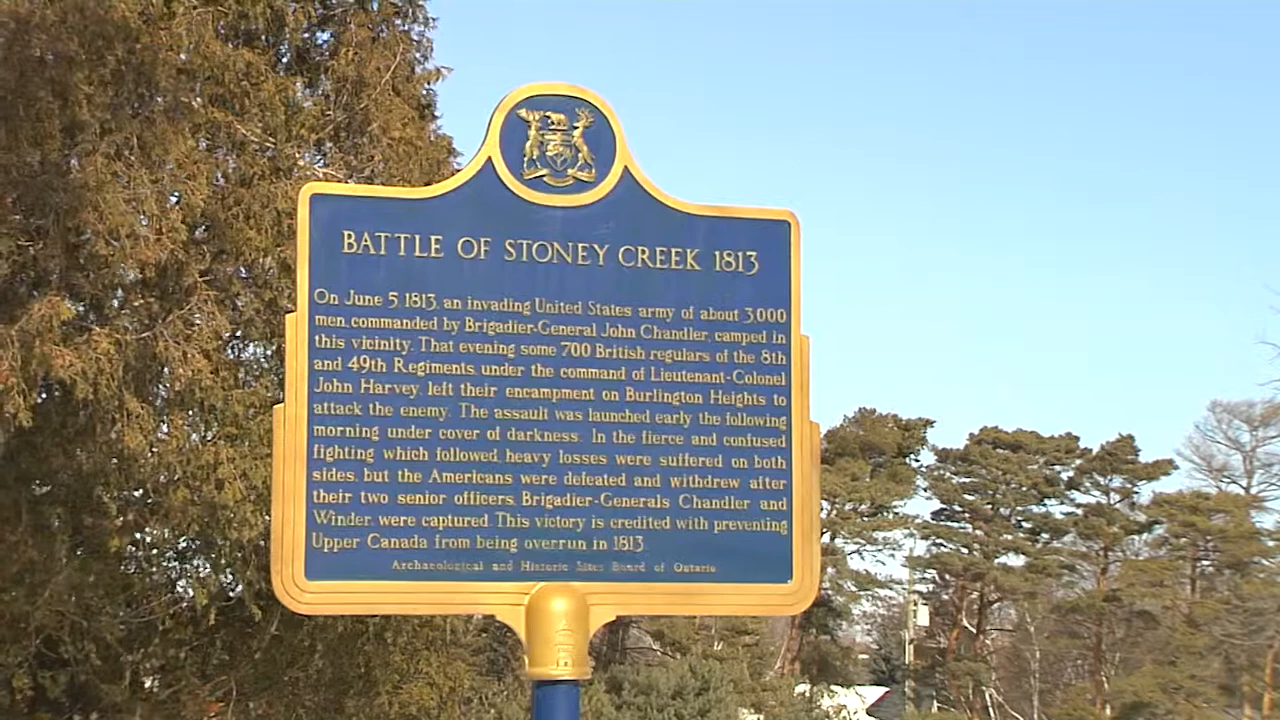 BATTLE OF STONEY CREEK 1813
On June 5, 1813, an invading United States army of about 3,000
men, commanded by Brigadier-General John Chandler, camped in
this vicinity. That evening some 700 British regulars of the 8th
and 49th Regiments, under the command of Lieutenant-Colonel
John Harvey, left their encampment on Burlington Heights to
attack the enemy. The assault was launched early the following
morning under cover of darkness. In the fierce and confused
fighting which followed, heavy losses were suffered on both
sides, but the Americans were defeated and withdrew after
their two senior officers, Brigadier-Generals Chandler and
Winder, were captured. This victory is credited with preventing
Upper Canada from being overrun in 1813.
Archaeological and Historic Sites Board of Ontario